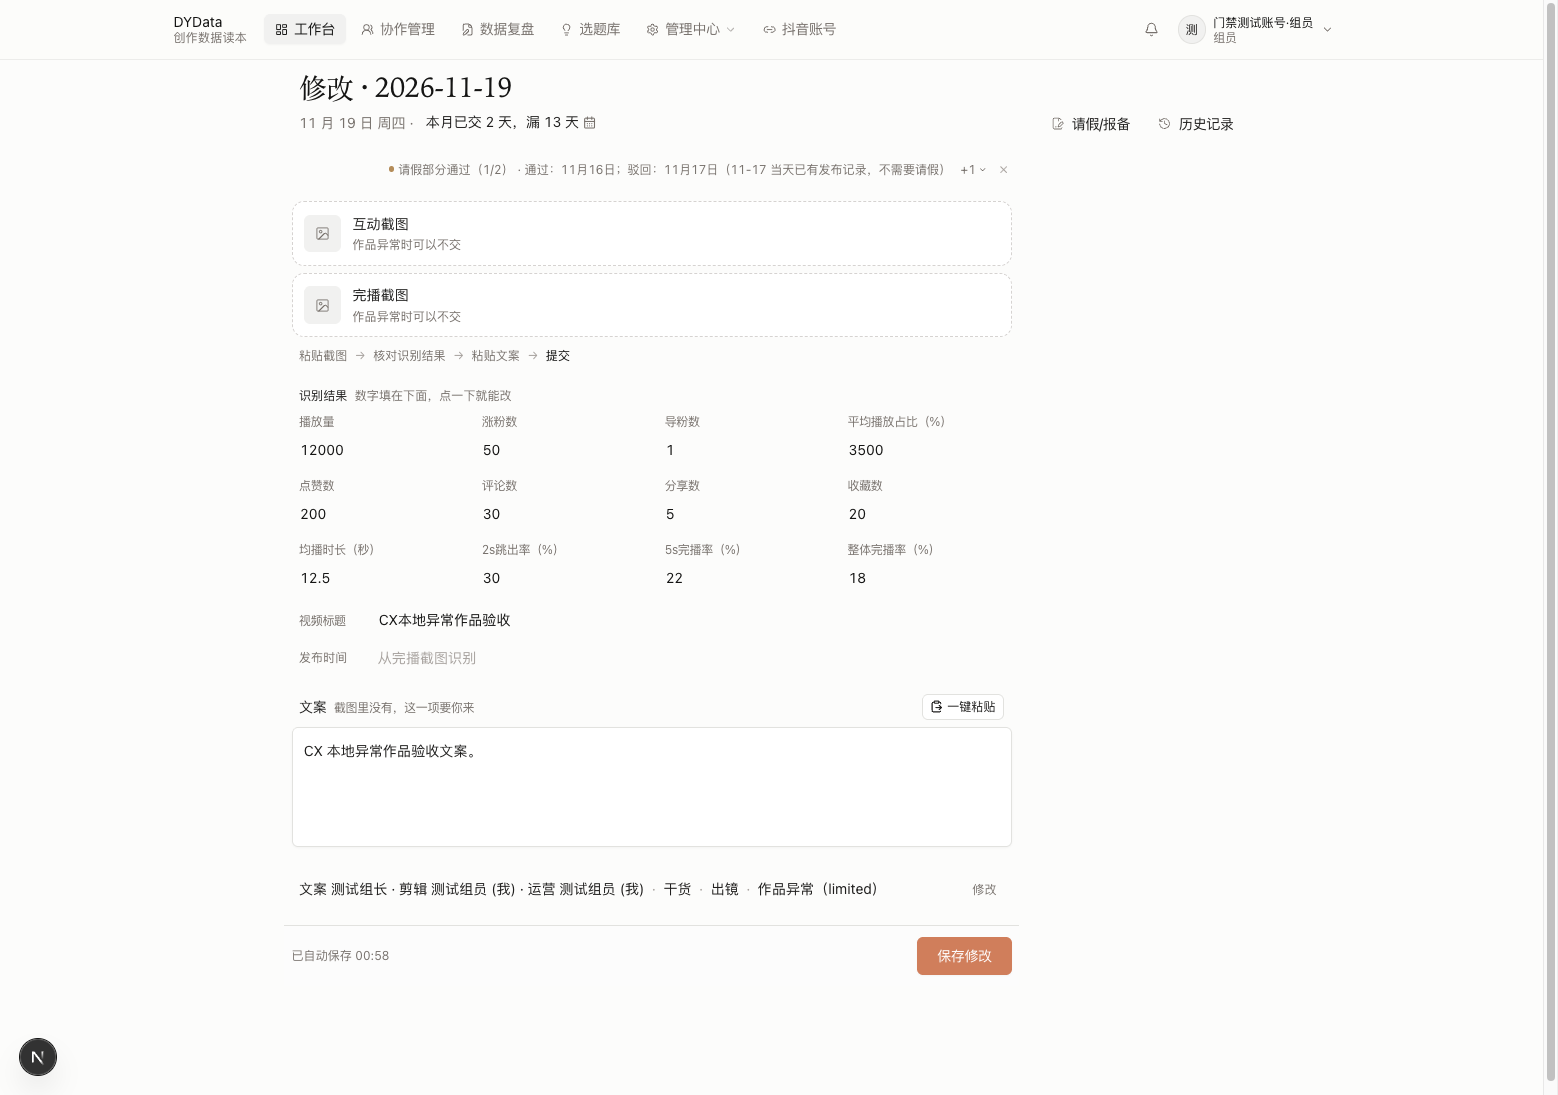 DYData
创作数据读本
工作台
协作管理
数据复盘
选题库
管理中心
抖音账号
测
门禁测试账号·组员
组员
修改 · 2026-11-19
11 月 19 日 周四 · 本月已交 2 天，漏 13 天
请假/报备
历史记录
请假部分通过（1/2） · 通过：11月16日；驳回：11月17日（11-17 当天已有发布记录，不需要请假） +1
互动截图
作品异常时可以不交
完播截图
作品异常时可以不交
粘贴截图 → 核对识别结果 → 粘贴文案 → 提交
识别结果 数字填在下面，点一下就能改
播放量 涨粉数 导粉数 平均播放占比（%）
12000 50 1 3500
点赞数 评论数 分享数 收藏数
200 30 5 20
均播时长（秒） 2s跳出率（%） 5s完播率（%） 整体完播率（%）
12.5 30 22 18
视频标题 CX本地异常作品验收
发布时间 从完播截图识别
文案 截图里没有，这一项要你来
一键粘贴
CX 本地异常作品验收文案。
文案 测试组长 · 剪辑 测试组员 (我) · 运营 测试组员 (我) · 干货 · 出镜 · 作品异常（limited） 修改
已自动保存 00:58
保存修改
N